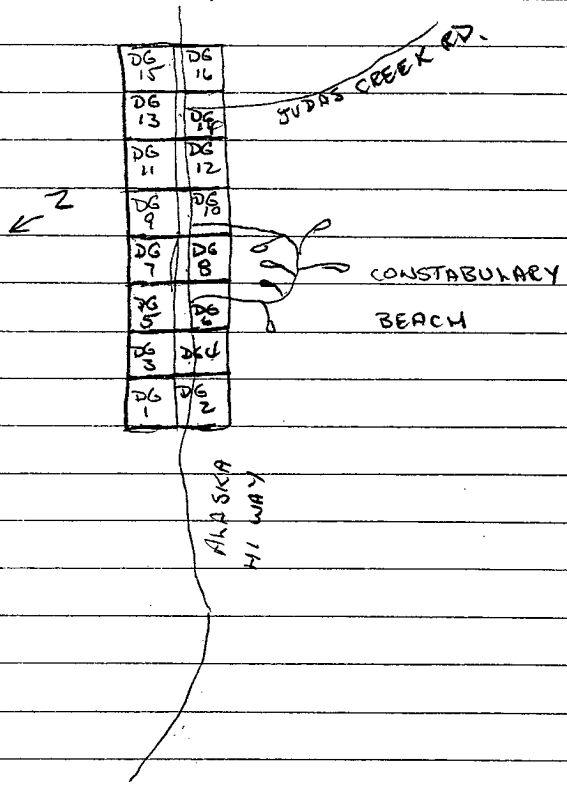 DG 15 DG 16
JUDAS CREEK RD.
DG 13 DG 14
DG 11 DG 12
DG 9 DG 10
N
DG 7 DG 8
CONSTABULARY
DG 5 DG 6
BEACH
DG 3 DG 4
DG 1 DG 2
ALASKA
HI WAY